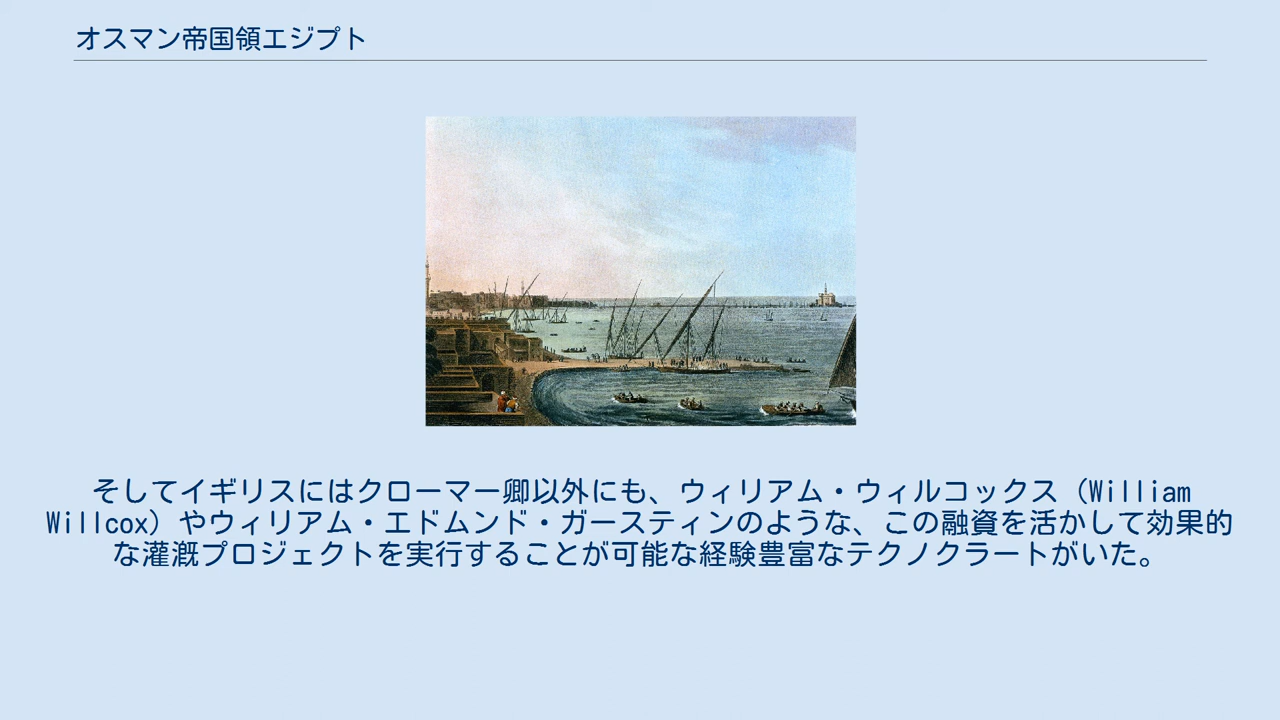 オスマン帝国領エジプト
そしてイギリスにはクローマー卿以外にも、ウィリアム・ウィルコックス（William
Willcox）やウィリアム・エドムンド・ガースティンのような、この融資を活かして効果的
な灌漑プロジェクトを実行することが可能な経験豊富なテクノクラートがいた。